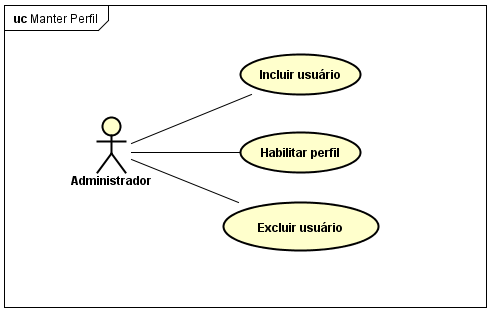 uc Manter Perfil
Incluir usuário
Habilitar perfil
Administrador
Excluir usuário